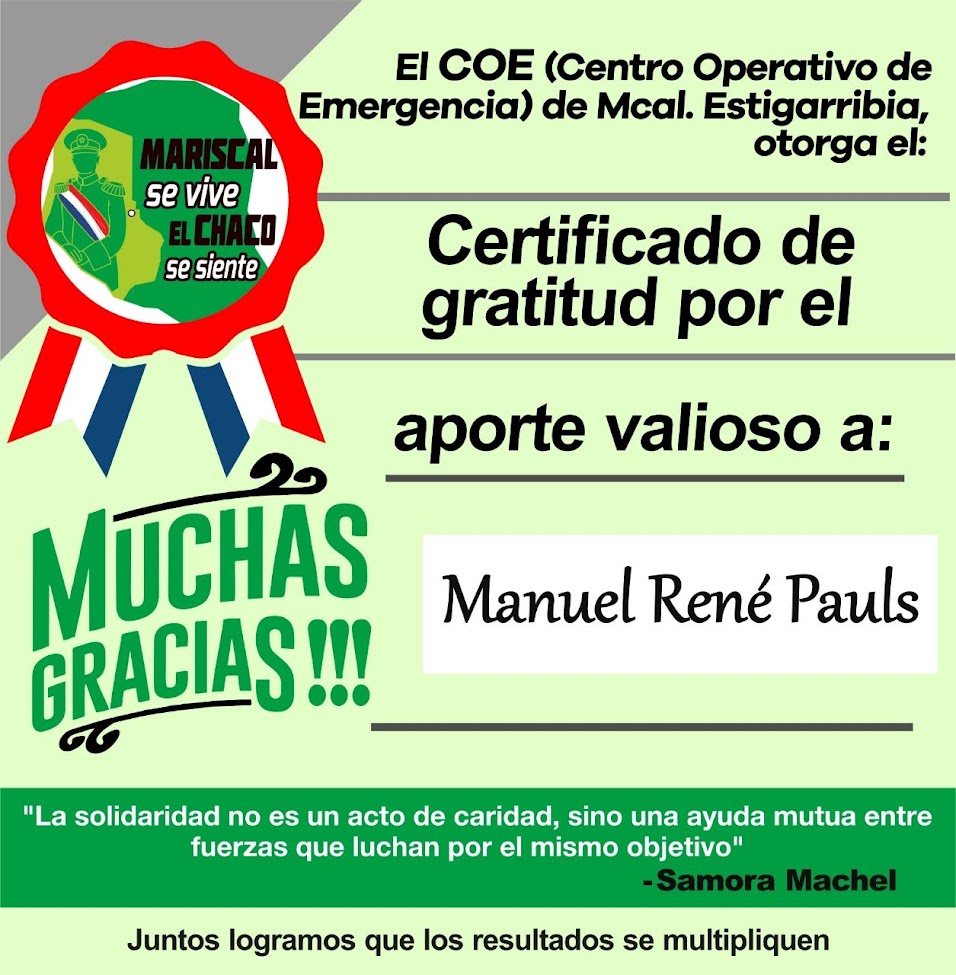 El COE (Centro Operativo de
Emergencia) de Mcal. Estigarribia,
otorga el:
MARISCAL
se vive
EL CHACO
se siente
Certificado de
gratitud por el
aporte valioso a:
MUCHAS
GRACIAS!!!
Manuel René Pauls
"La solidaridad no es un acto de caridad, sino una ayuda mutua entre
fuerzas que luchan por el mismo objetivo"
-Samora Machel
Juntos logramos que los resultados se multipliquen